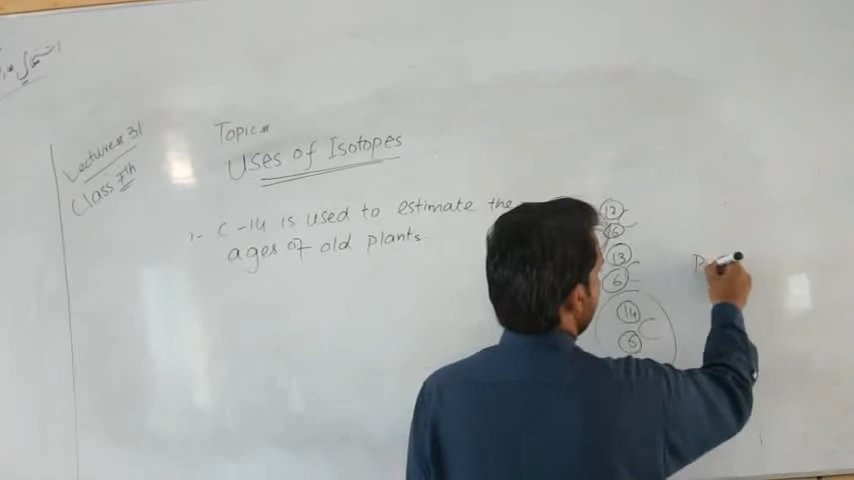 Lecture# 31
Class 7th
Topic#
Uses of Isotopes
1- C-14 is used to estimate the
ages of old plants.
12
13
6
14
C
6
P